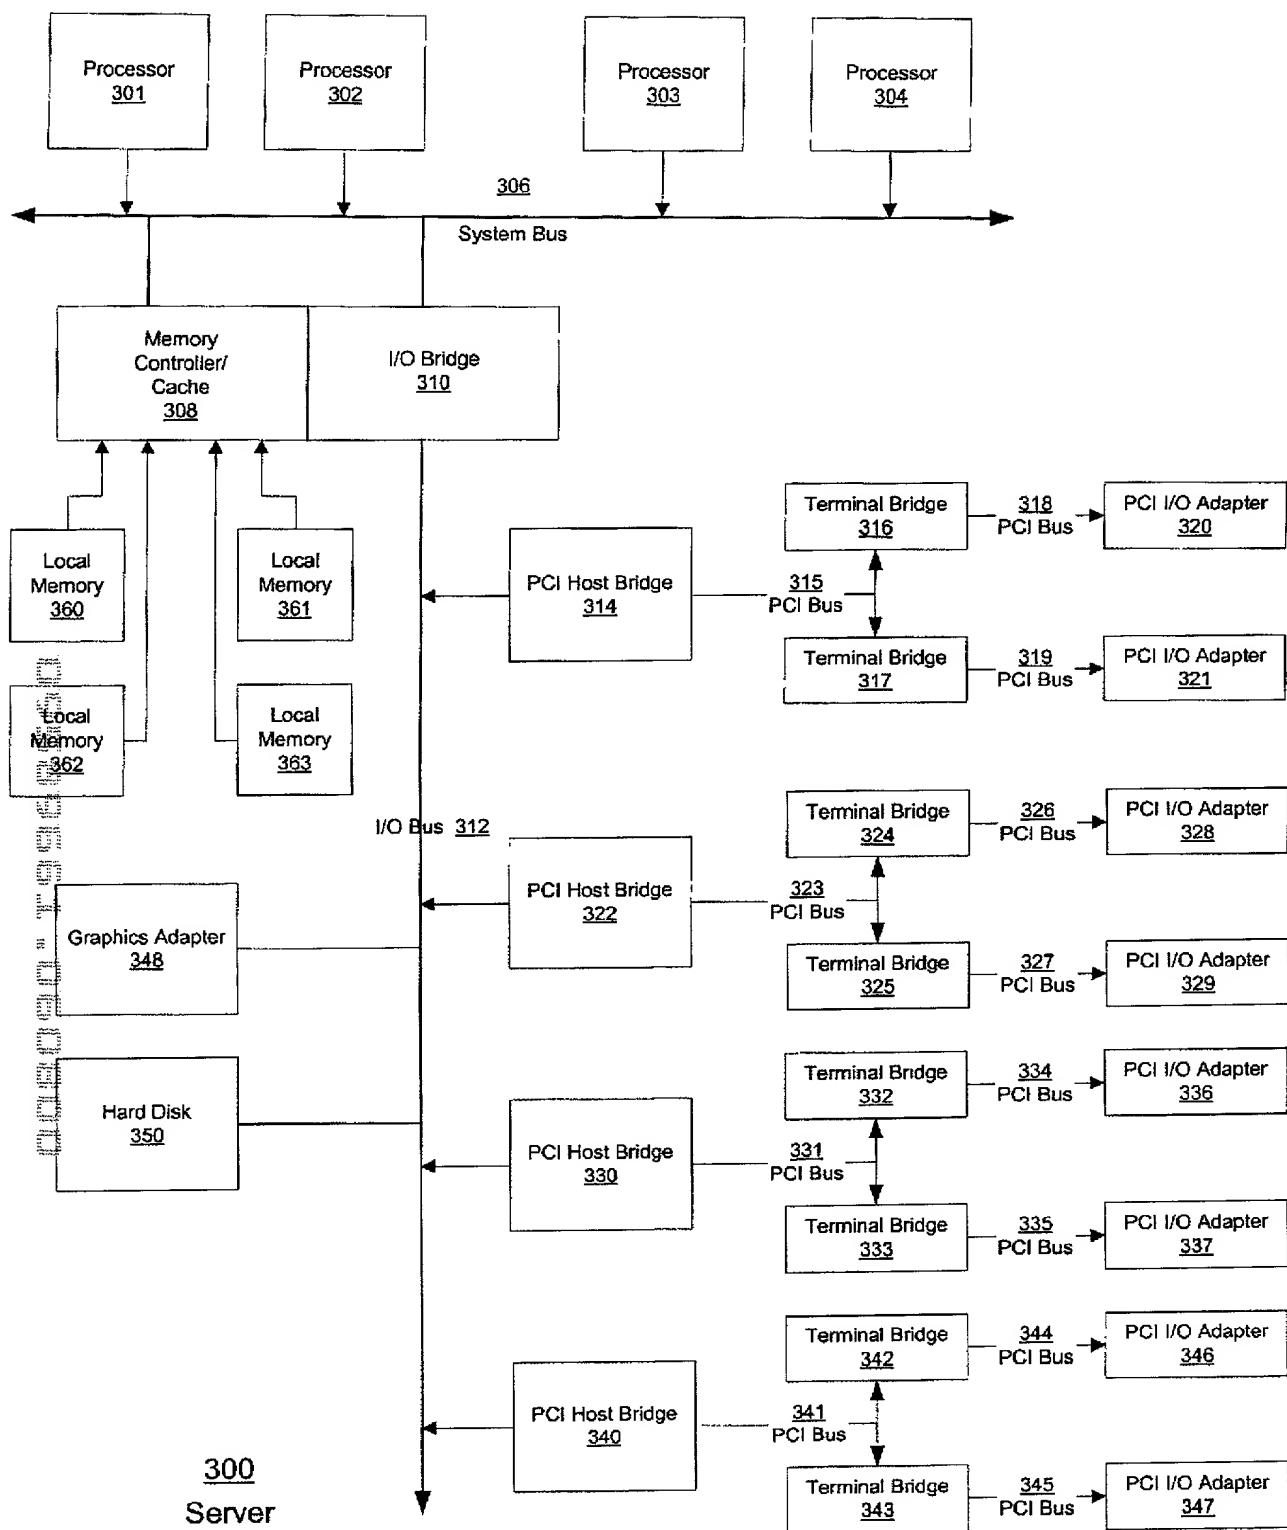 Processor
301
Processor
302
Processor
303
Processor
304
306
System Bus
Memory
Controller/
Cache
308
I/O Bridge
310
Local
Memory
360
Local
Memory
361
Local
Memory
362
Local
Memory
363
I/O Bus 312
Graphics Adapter
348
Hard Disk
350
PCI Host Bridge
314
315
PCI Bus
Terminal Bridge
316
318
PCI Bus
PCI I/O Adapter
320
Terminal Bridge
317
319
PCI Bus
PCI I/O Adapter
321
PCI Host Bridge
322
323
PCI Bus
Terminal Bridge
324
326
PCI Bus
PCI I/O Adapter
328
Terminal Bridge
325
327
PCI Bus
PCI I/O Adapter
329
PCI Host Bridge
330
331
PCI Bus
Terminal Bridge
332
334
PCI Bus
PCI I/O Adapter
336
Terminal Bridge
333
335
PCI Bus
PCI I/O Adapter
337
PCI Host Bridge
340
341
PCI Bus
Terminal Bridge
342
344
PCI Bus
PCI I/O Adapter
346
Terminal Bridge
343
345
PCI Bus
PCI I/O Adapter
347
300
Server